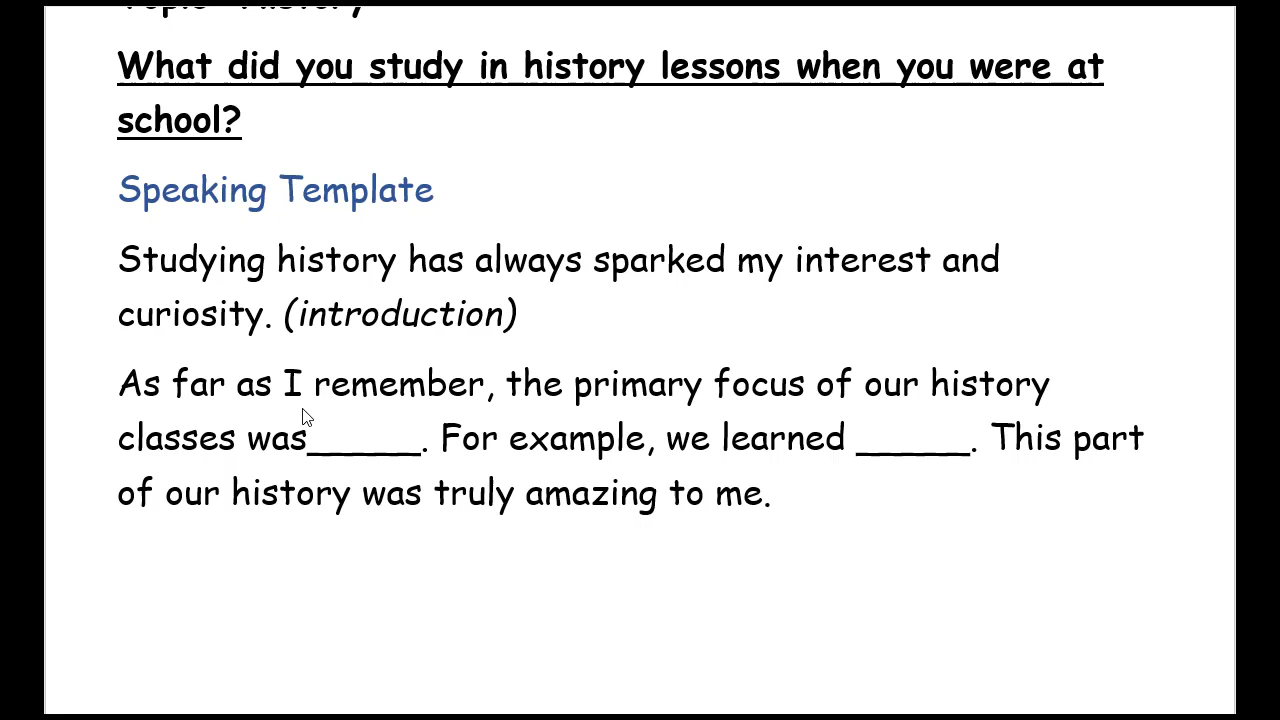 What did you study in history lessons when you were at
school?
Speaking Template
Studying history has always sparked my interest and
curiosity. (introduction)
As far as I remember, the primary focus of our history
classes was_____. For example, we learned _____. This part
of our history was truly amazing to me.